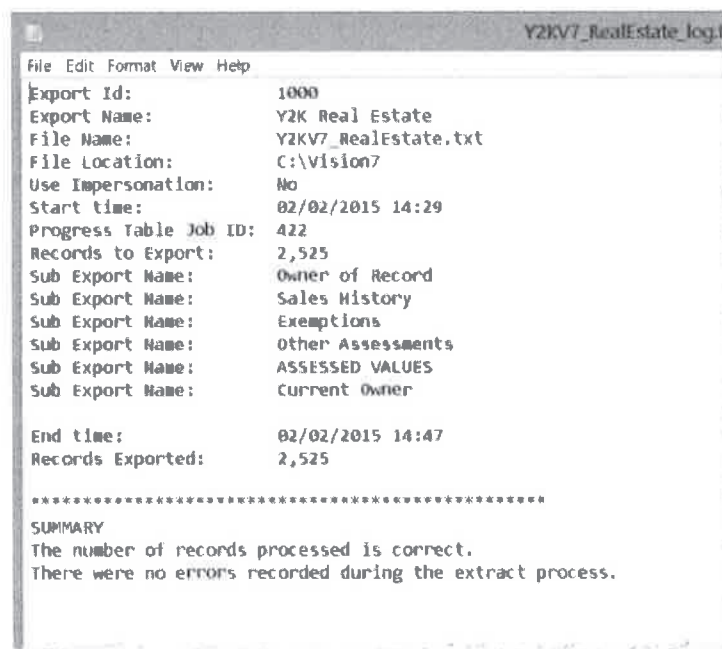 Y2KV7_RealEstate_log.t
File Edit Format View Help
Export Id: 1000
Export Name: Y2K Real Estate
File Name: Y2KV7_RealEstate.txt
File Location: C:\Vision7
Use Impersonation: No
Start time: 02/02/2015 14:29
Progress Table Job ID: 422
Records to Export: 2,525
Sub Export Name: Owner of Record
Sub Export Name: Sales History
Sub Export Name: Exemptions
Sub Export Name: Other Assessments
Sub Export Name: ASSESSED VALUES
Sub Export Name: Current Owner
End time: 02/02/2015 14:47
Records Exported: 2,525
**************************************************
SUMMARY
The number of records processed is correct.
There were no errors recorded during the extract process.